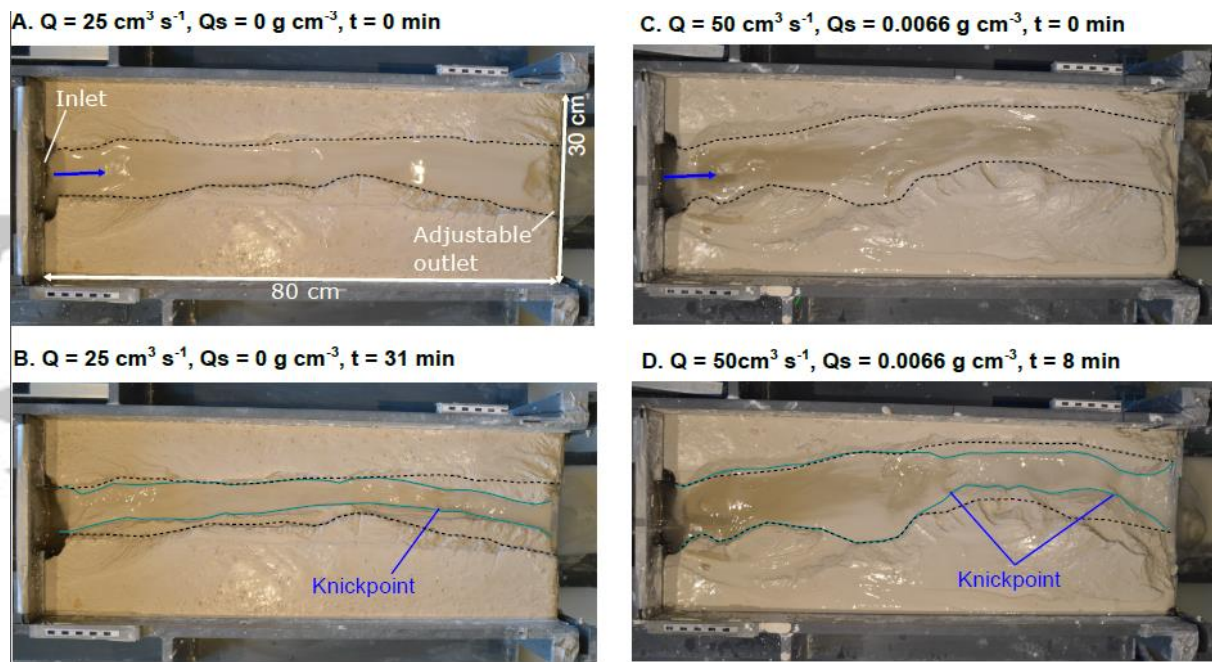 A. Q = 25 cm³ s⁻¹, Qs = 0 g cm⁻³, t = 0 min
Inlet
30 cm
Adjustable
outlet
80 cm
B. Q = 25 cm³ s⁻¹, Qs = 0 g cm⁻³, t = 31 min
Knickpoint
C. Q = 50 cm³ s⁻¹, Qs = 0.0066 g cm⁻³, t = 0 min
D. Q = 50cm³ s⁻¹, Qs = 0.0066 g cm⁻³, t = 8 min
Knickpoint